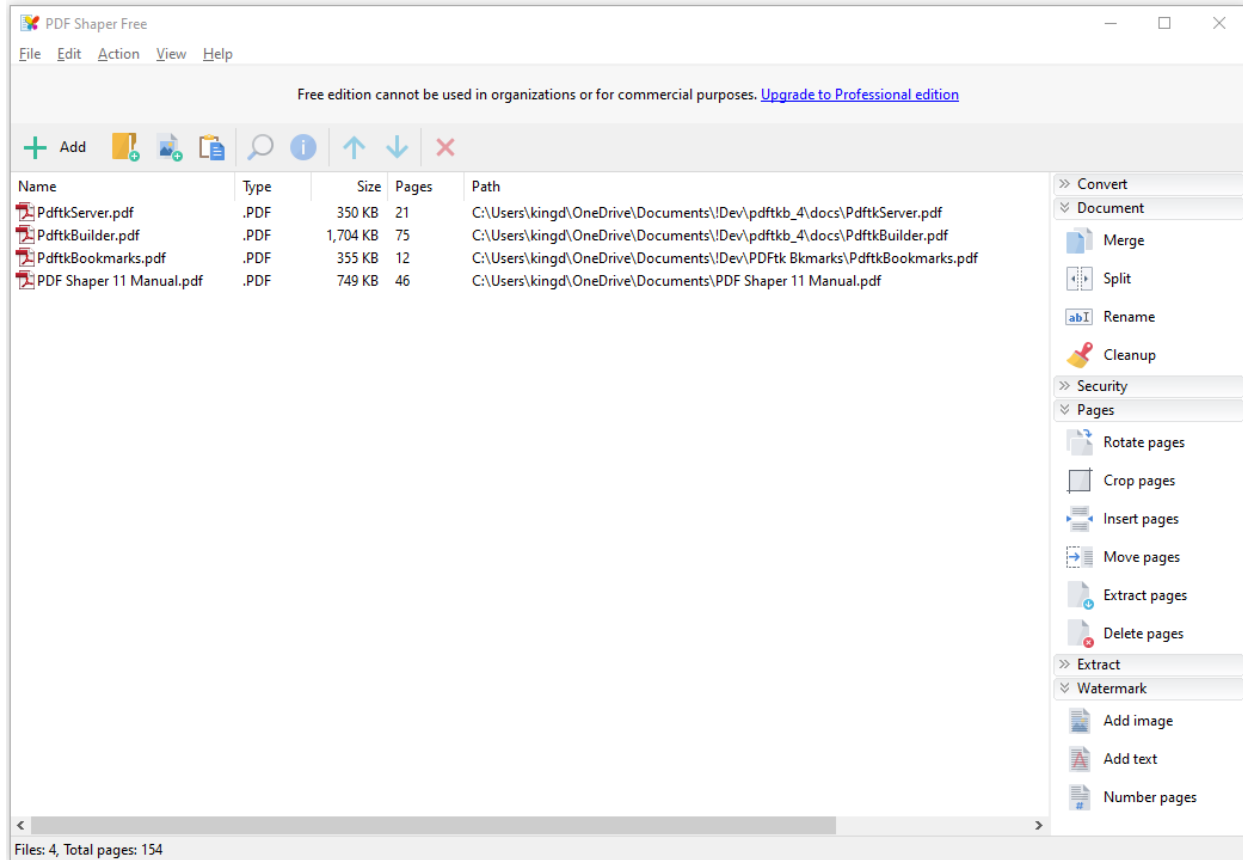 PDF Shaper Free
File Edit Action View Help
Free edition cannot be used in organizations or for commercial purposes. Upgrade to Professional edition
Add
Name Type Size Pages Path
PdftkServer.pdf .PDF 350 KB 21 C:\Users\kingd\OneDrive\Documents\!Dev\pdftkb_4\docs\PdftkServer.pdf
PdftkBuilder.pdf .PDF 1,704 KB 75 C:\Users\kingd\OneDrive\Documents\!Dev\pdftkb_4\docs\PdftkBuilder.pdf
PdftkBookmarks.pdf .PDF 355 KB 12 C:\Users\kingd\OneDrive\Documents\!Dev\PDFtk Bkmarks\PdftkBookmarks.pdf
PDF Shaper 11 Manual.pdf .PDF 749 KB 46 C:\Users\kingd\OneDrive\Documents\PDF Shaper 11 Manual.pdf
Convert
Document
Merge
Split
abI Rename
Cleanup
Security
Pages
Rotate pages
Crop pages
Insert pages
Move pages
Extract pages
Delete pages
Extract
Watermark
Add image
A Add text
# Number pages
Files: 4, Total pages: 154